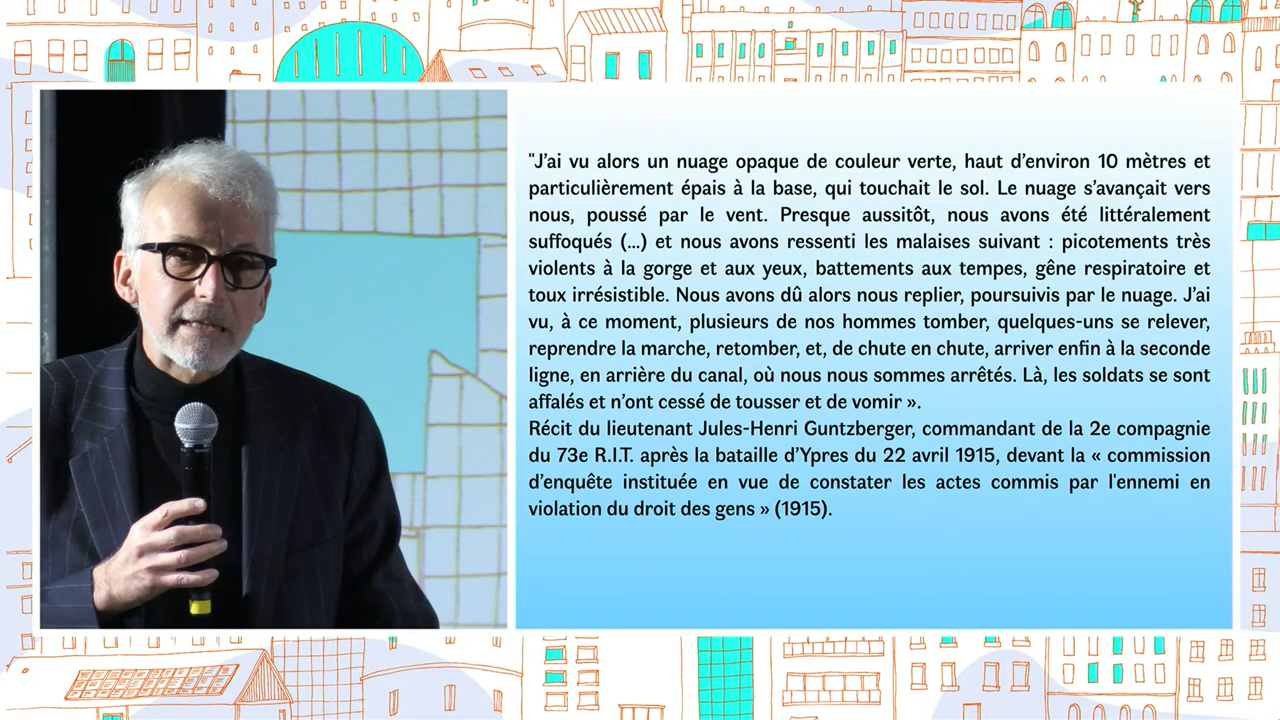 "J'ai vu alors un nuage opaque de couleur verte, haut d'environ 10 mètres et
particulièrement épais à la base, qui touchait le sol. Le nuage s'avançait vers
nous, poussé par le vent. Presque aussitôt, nous avons été littéralement
suffoqués (...) et nous avons ressenti les malaises suivant : picotements très
violents à la gorge et aux yeux, battements aux tempes, gêne respiratoire et
toux irrésistible. Nous avons dû alors nous replier, poursuivis par le nuage. J'ai
vu, à ce moment, plusieurs de nos hommes tomber, quelques-uns se relever,
reprendre la marche, retomber, et, de chute en chute, arriver enfin à la seconde
ligne, en arrière du canal, où nous nous sommes arrêtés. Là, les soldats se sont
affalés et n'ont cessé de tousser et de vomir ».
Récit du lieutenant Jules-Henri Guntzberger, commandant de la 2e compagnie
du 73e R.I.T. après la bataille d'Ypres du 22 avril 1915, devant la « commission
d'enquête instituée en vue de constater les actes commis par l'ennemi en
violation du droit des gens » (1915).